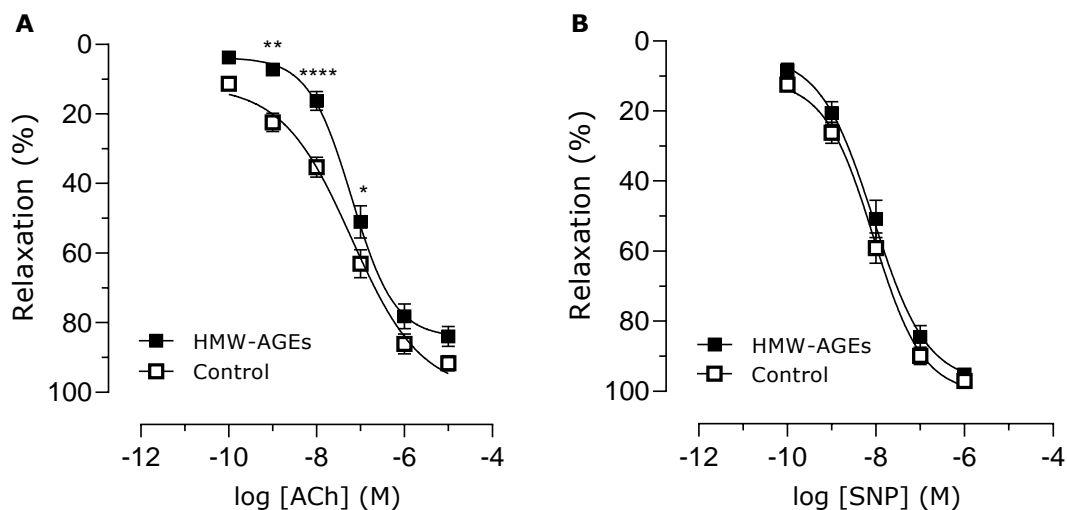 A
0
20
40
60
80
100
Relaxation (%)
**
****
*
HMW-AGEs
Control
-12
-10
-8
-6
-4
log [ACh] (M)
B
0
20
40
60
80
100
Relaxation (%)
HMW-AGEs
Control
-12
-10
-8
-6
-4
log [SNP] (M)